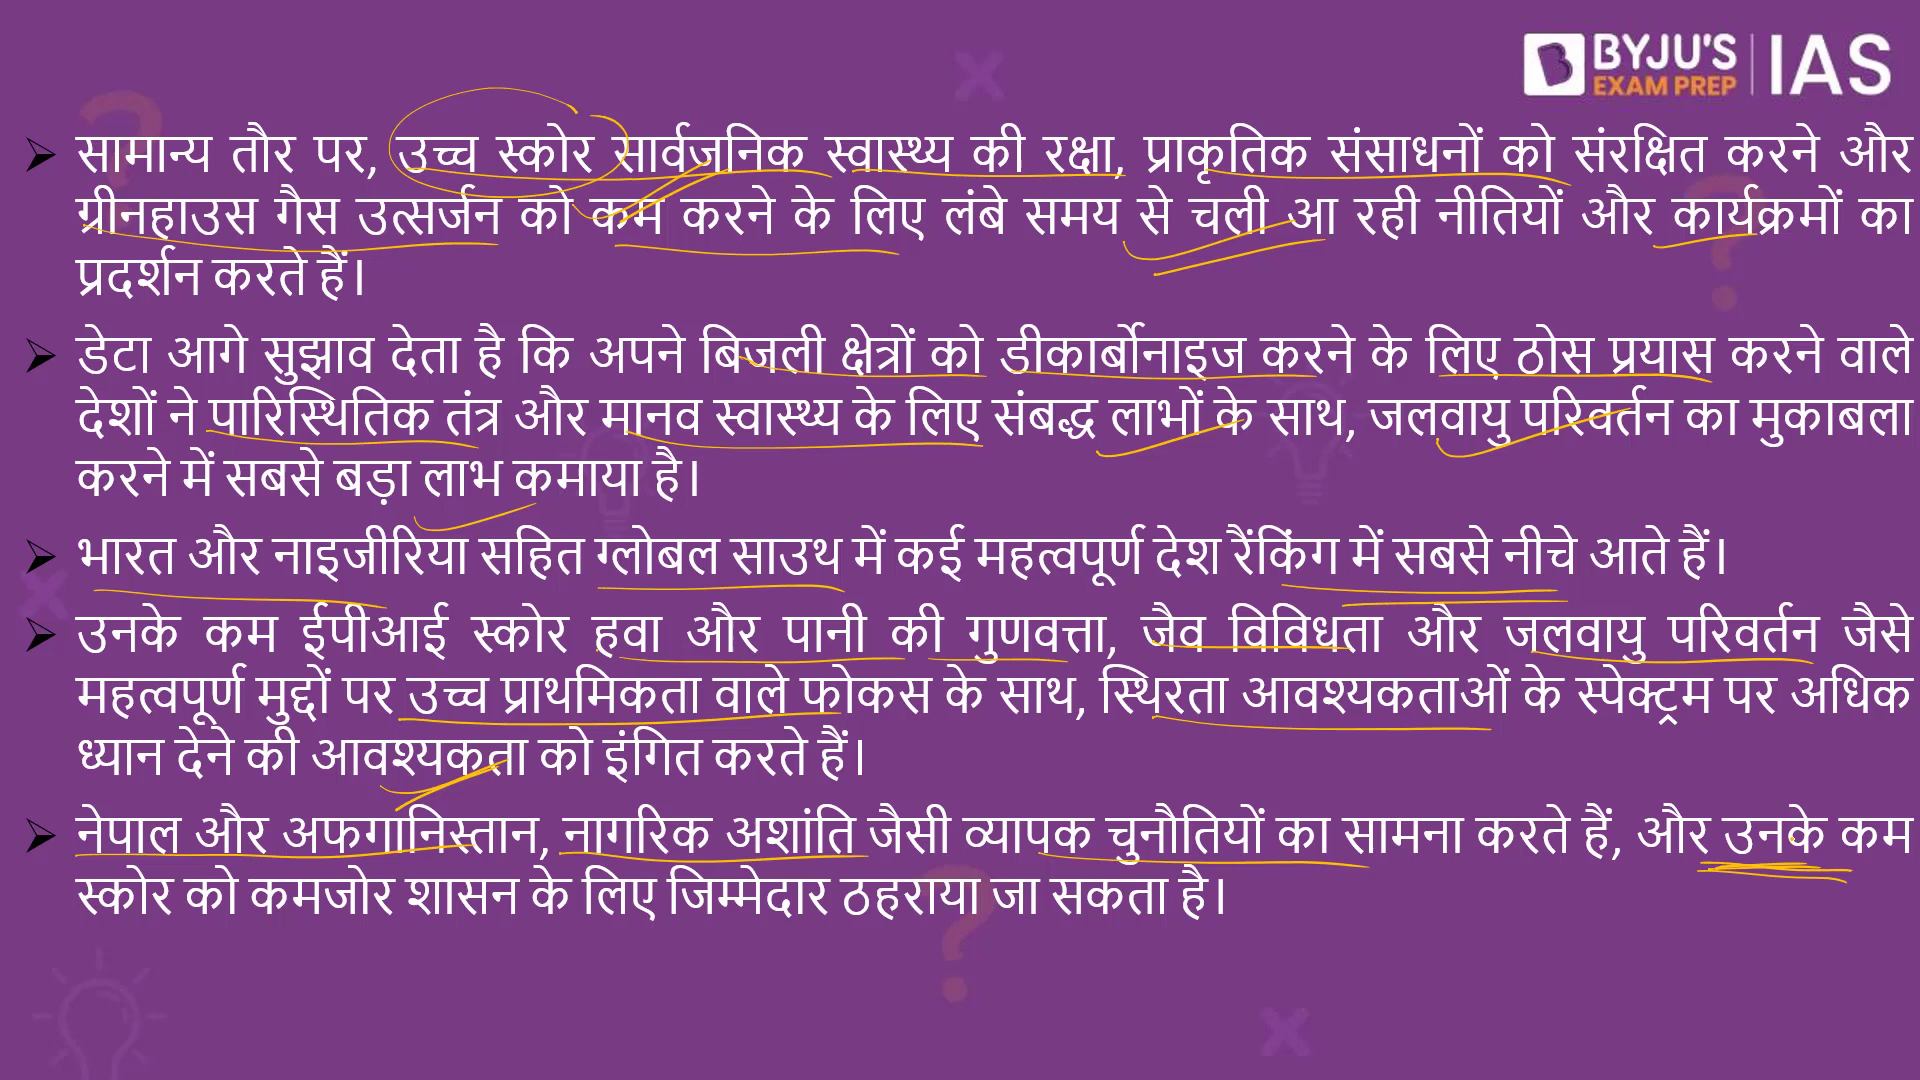 BYJU'S
EXAM PREP
IAS
सामान्य तौर पर, उच्च स्कोर सार्वजनिक स्वास्थ्य की रक्षा, प्राकृतिक संसाधनों को संरक्षित करने और
ग्रीनहाउस गैस उत्सर्जन को कम करने के लिए लंबे समय से चली आ रही नीतियों और कार्यक्रमों का
प्रदर्शन करते हैं।
डेटा आगे सुझाव देता है कि अपने बिजली क्षेत्रों को डीकार्बोनाइज करने के लिए ठोस प्रयास करने वाले
देशों ने पारिस्थितिक तंत्र और मानव स्वास्थ्य के लिए संबद्ध लाभों के साथ, जलवायु परिवर्तन का मुकाबला
करने में सबसे बड़ा लाभ कमाया है।
भारत और नाइजीरिया सहित ग्लोबल साउथ में कई महत्वपूर्ण देश रैंकिंग में सबसे नीचे आते हैं।
उनके कम ईपीआई स्कोर हवा और पानी की गुणवत्ता, जैव विविधता और जलवायु परिवर्तन जैसे
महत्वपूर्ण मुद्दों पर उच्च प्राथमिकता वाले फोकस के साथ, स्थिरता आवश्यकताओं के स्पेक्ट्रम पर अधिक
ध्यान देने की आवश्यकता को इंगित करते हैं।
नेपाल और अफगानिस्तान, नागरिक अशांति जैसी व्यापक चुनौतियों का सामना करते हैं, और उनके कम
स्कोर को कमजोर शासन के लिए जिम्मेदार ठहराया जा सकता है।